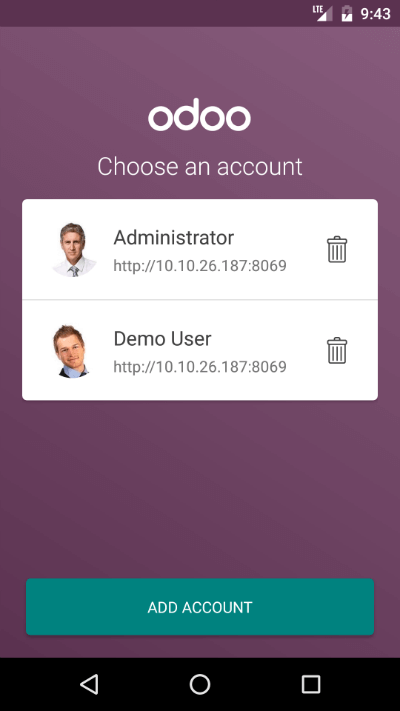 LTE 9:43
odoo
Choose an account
Administrator
http://10.10.26.187:8069
Demo User
http://10.10.26.187:8069
ADD ACCOUNT